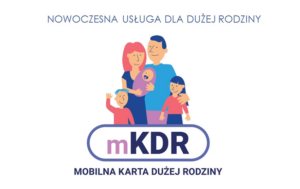 NOWOCZESNA USŁUGA DLA DUŻEJ RODZINY
mKDR
MOBILNA KARTA DUŻEJ RODZINY